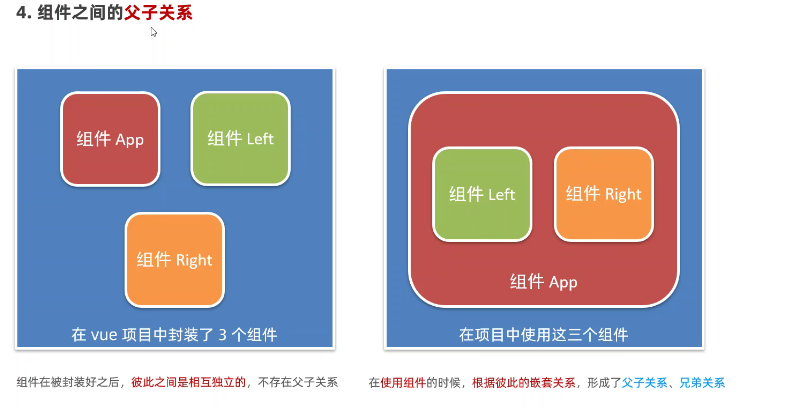 4. 组件之间的父子关系
组件 App
组件 Left
组件 Right
在 vue 项目中封装了 3 个组件
组件 Left
组件 Right
组件 App
在项目中使用这三个组件
组件在被封装好之后，彼此之间是相互独立的，不存在父子关系
在使用组件的时候，根据彼此的嵌套关系，形成了父子关系、兄弟关系